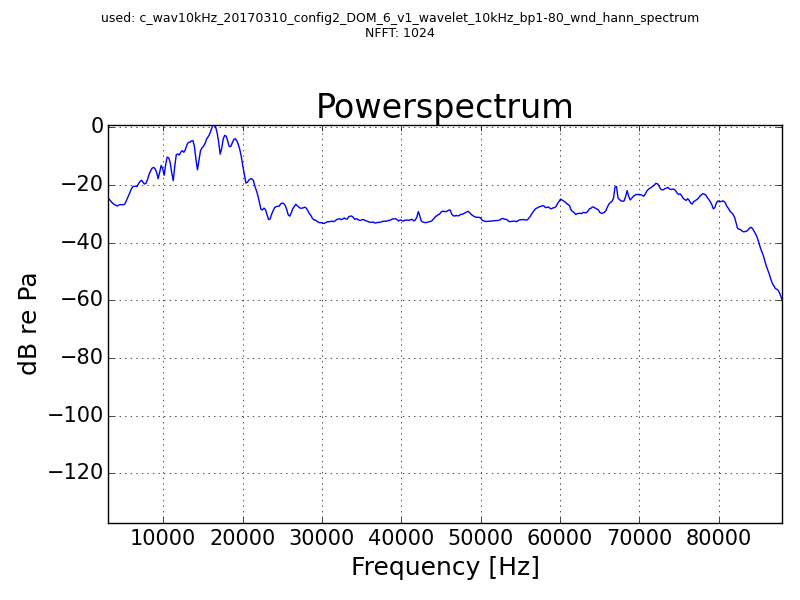 used: c_wav10kHz_20170310_config2_DOM_6_v1_wavelet_10kHz_bp1-80_wnd_hann_spectrum
NFFT: 1024
Powerspectrum
0
−20
−40
−60
−80
−100
−120
dB re Pa
10000 20000 30000 40000 50000 60000 70000 80000
Frequency [Hz]